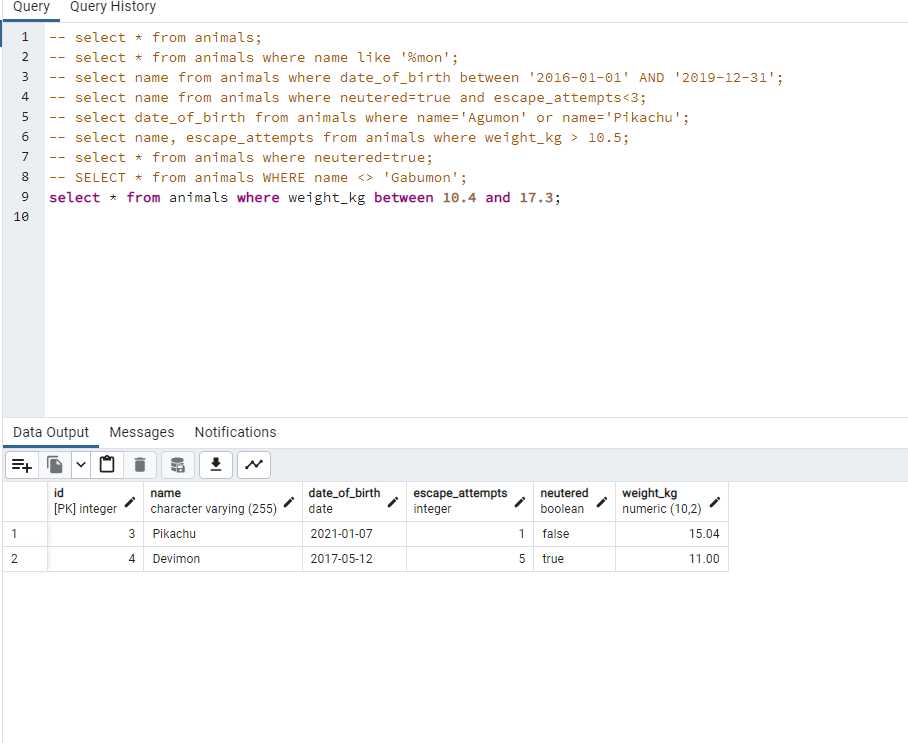 Query Query History
1 -- select * from animals;
2 -- select * from animals where name like '%mon';
3 -- select name from animals where date_of_birth between '2016-01-01' AND '2019-12-31';
4 -- select name from animals where neutered=true and escape_attempts<3;
5 -- select date_of_birth from animals where name='Agumon' or name='Pikachu';
6 -- select name, escape_attempts from animals where weight_kg > 10.5;
7 -- select * from animals where neutered=true;
8 -- SELECT * from animals WHERE name <> 'Gabumon';
9 select * from animals where weight_kg between 10.4 and 17.3;
10
Data Output Messages Notifications
id name date_of_birth escape_attempts neutered weight_kg
[PK] integer character varying (255) date integer boolean numeric (10,2)
1 3 Pikachu 2021-01-07 1 false 15.04
2 4 Devimon 2017-05-12 5 true 11.00